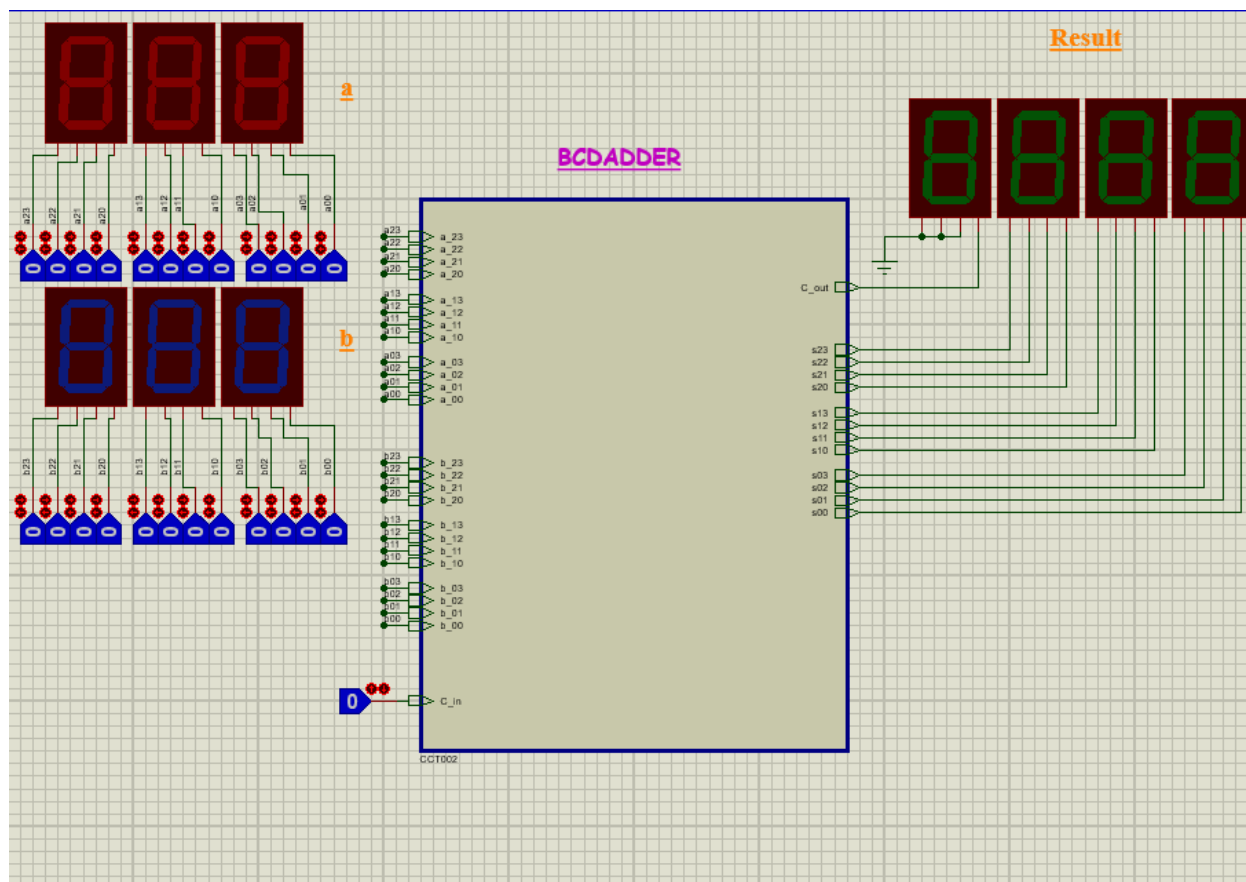 Result
a
BCDADDER
a23 a22 a21 a20 a13 a12 a11 a10 a03 a02 a01 a00
0 0 0 0 0 0 0 0 0 0 0 0
b
b23 b22 b21 b20 b13 b12 b11 b10 b03 b02 b01 b00
0 0 0 0 0 0 0 0 0 0 0 0
a23 a_23
a22 a_22
a21 a_21
a20 a_20
a13 a_13
a12 a_12
a11 a_11
a10 a_10
a03 a_03
a02 a_02
a01 a_01
a00 a_00
b23 b_23
b22 b_22
b21 b_21
b20 b_20
b13 b_13
b12 b_12
b11 b_11
b10 b_10
b03 b_03
b02 b_02
b01 b_01
b00 b_00
0 C_in
C_out
s23
s22
s21
s20
s13
s12
s11
s10
s03
s02
s01
s00
CCT002